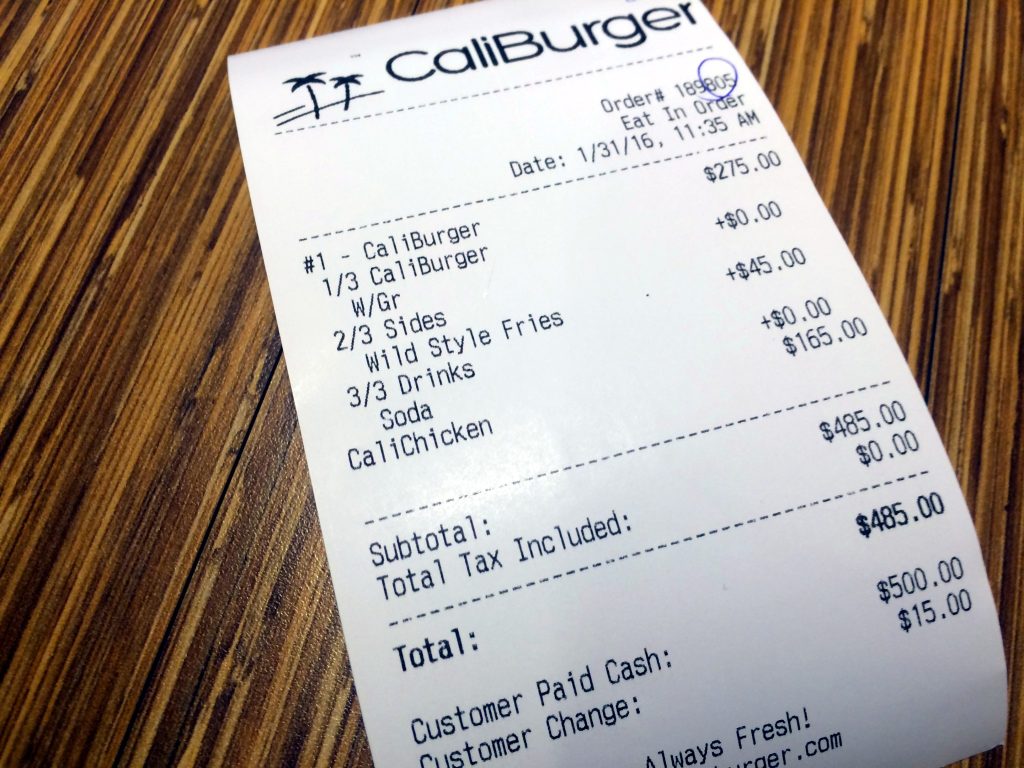 CaliBurger
Order# 189805
Eat In Order
Date: 1/31/16, 11:35 AM
#1 - CaliBurger $275.00
1/3 CaliBurger
W/Gr +$0.00
2/3 Sides
Wild Style Fries +$45.00
3/3 Drinks
Soda +$0.00
CaliChicken $165.00
Subtotal: $485.00
Total Tax Included: $0.00
Total: $485.00
Customer Paid Cash: $500.00
Customer Change: $15.00
Always Fresh!
urger.com